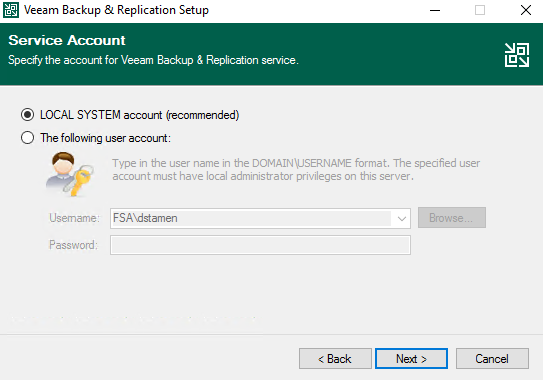 Veeam Backup & Replication Setup
Service Account
Specify the account for Veeam Backup & Replication service.
LOCAL SYSTEM account (recommended)
The following user account:
Type in the user name in the DOMAIN\USERNAME format. The specified user
account must have local administrator privileges on this server.
Username: FSA\dstamen Browse...
Password:
< Back Next > Cancel